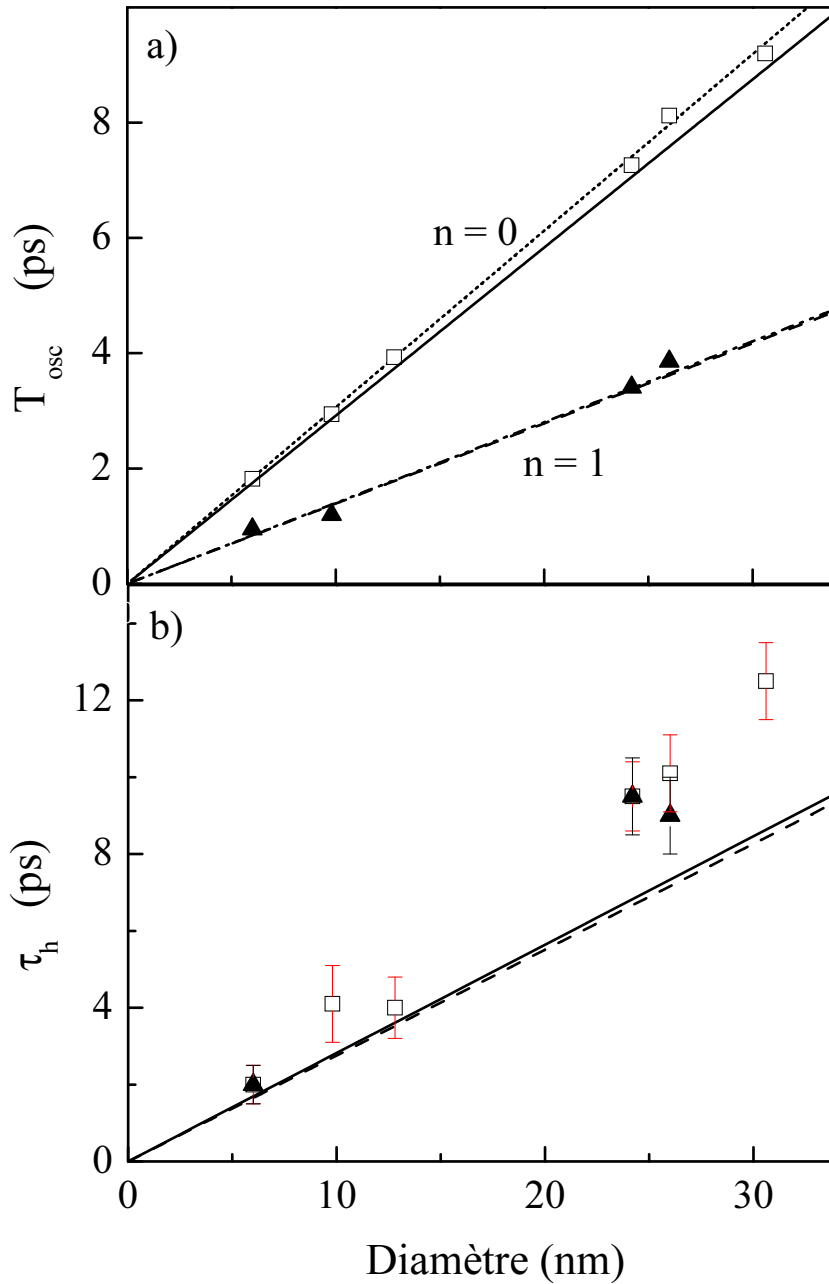 a)
8
6
4
2
0
T osc (ps)
n = 0
n = 1
b)
12
8
4
0
τh (ps)
0 10 20 30
Diamètre (nm)